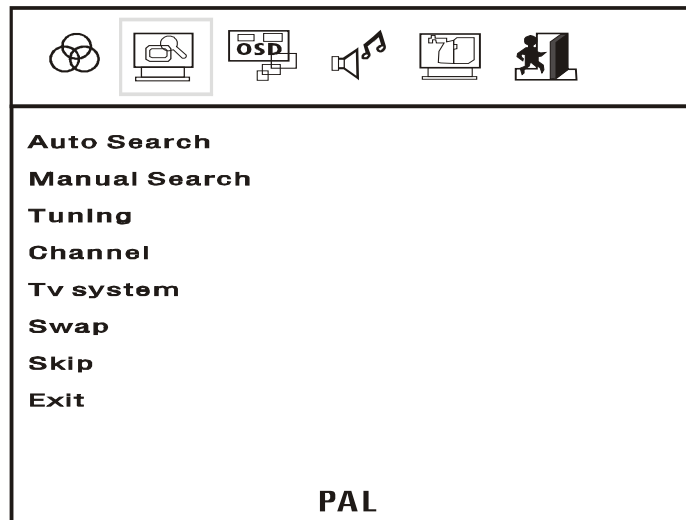 OSD
Auto Search
Manual Search
Tuning
Channel
Tv system
Swap
Skip
Exit
PAL